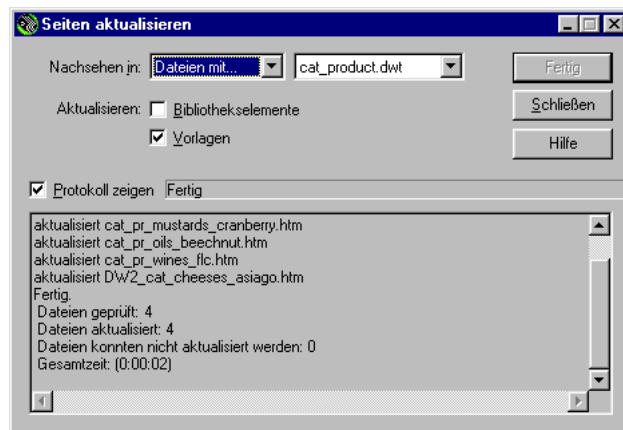 Seiten aktualisieren
Nachsehen in: Dateien mit... cat_product.dwt Fertig
Aktualisieren: Bibliothekselemente Schließen
Vorlagen Hilfe
Protokoll zeigen Fertig
aktualisiert cat_pr_mustards_cranberry.htm
aktualisiert cat_pr_oils_beechnut.htm
aktualisiert cat_pr_wines_flc.htm
aktualisiert DW2_cat_cheeses_asiago.htm
Fertig.
Dateien geprüft: 4
Dateien aktualisiert: 4
Dateien konnten nicht aktualisiert werden: 0
Gesamtzeit: (0:00:02)